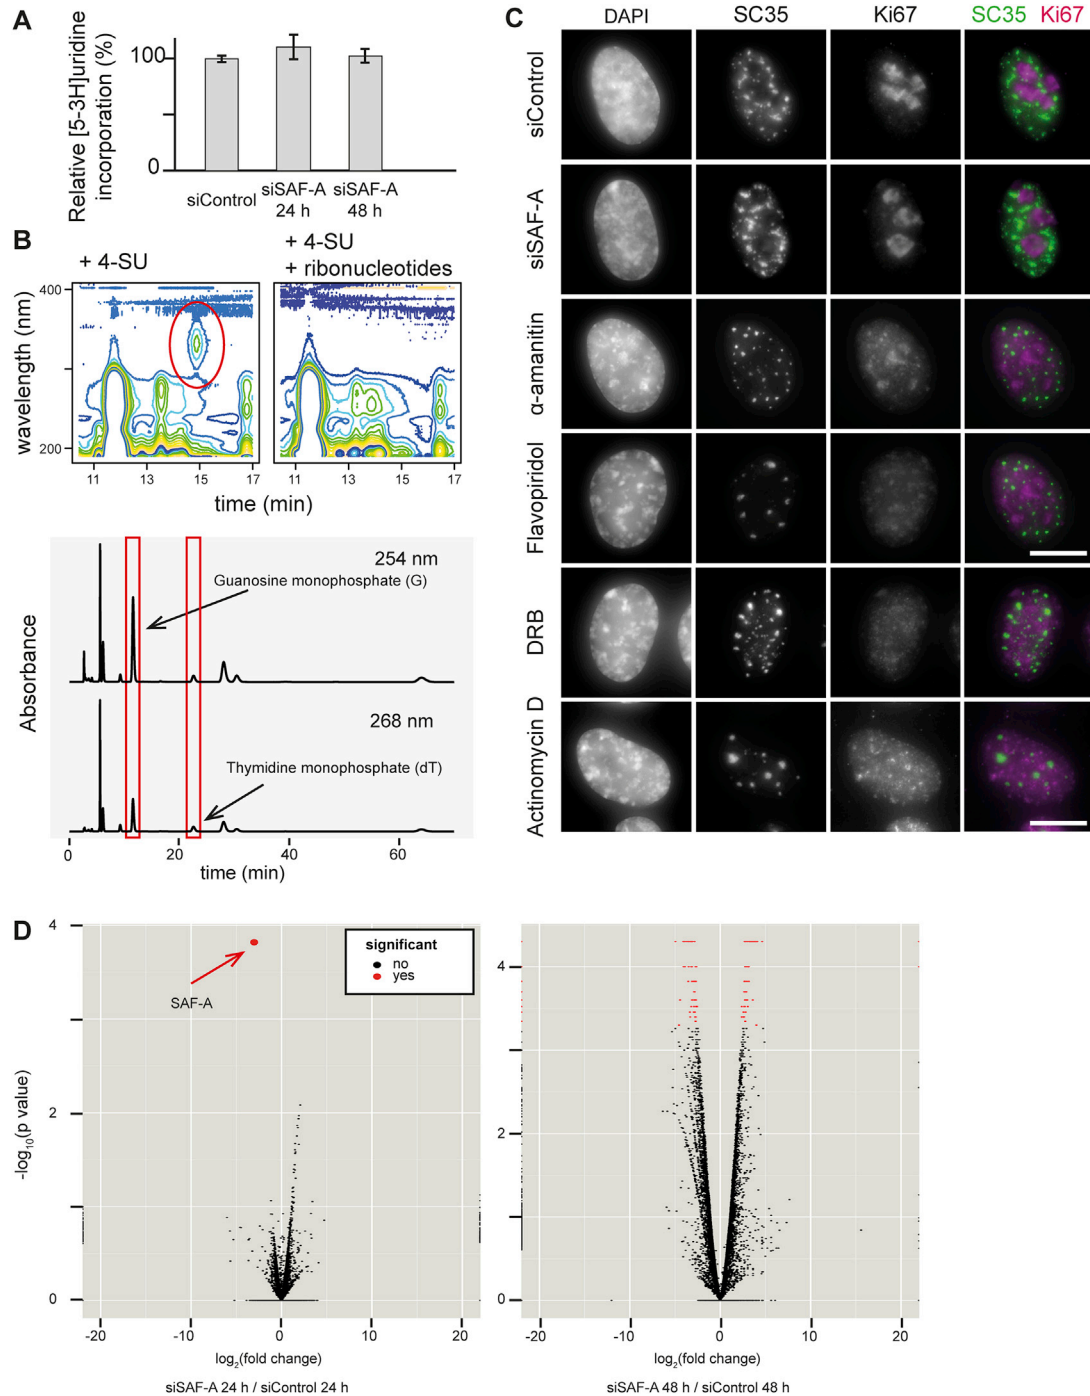 A
Relative [5-3H]uridine
incorporation (%)
100
0
siControl
siSAF-A
24 h
siSAF-A
48 h
B
+ 4-SU
+ 4-SU
+ ribonucleotides
wavelength (nm)
400
200
11
13
15
17
11
13
15
17
time (min)
254 nm
Guanosine monophosphate (G)
268 nm
Thymidine monophosphate (dT)
Absorbance
0
20
40
60
time (min)
C
DAPI
SC35
Ki67
SC35 Ki67
siControl
siSAF-A
α-amanitin
Flavopiridol
DRB
Actinomycin D
D
4
2
0
-log10(p value)
significant
no
yes
SAF-A
-20
-10
0
10
20
log2(fold change)
siSAF-A 24 h / siControl 24 h
4
2
0
-20
-10
0
10
20
log2(fold change)
siSAF-A 48 h / siControl 48 h